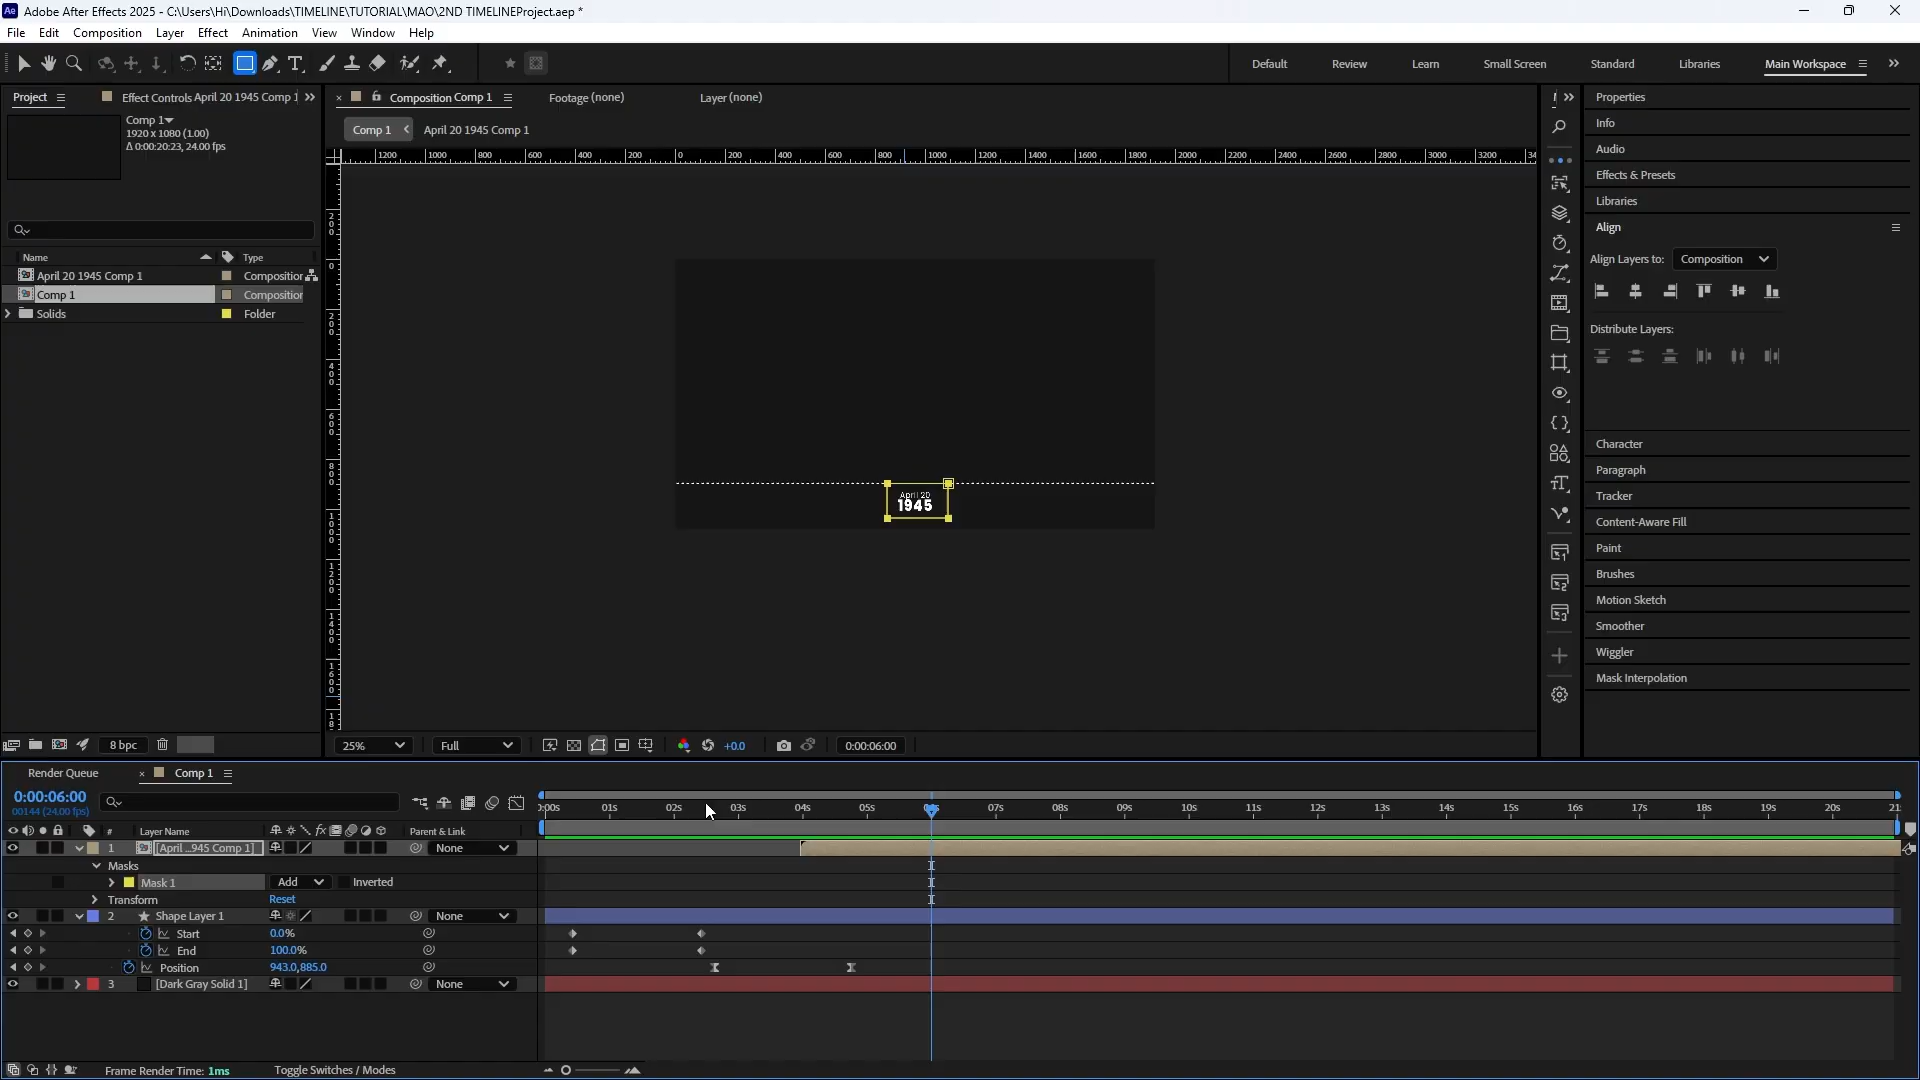 Adobe After Effects 2025 - C:\Users\Hi\Downloads\TIMELINE\TUTORIAL\MAO\2ND TIMELINEProject.aep *
File Edit Composition Layer Effect Animation View Window Help
Default Review Learn Small Screen Standard Libraries Main Workspace
Project
Effect Controls April 20 1945 Comp 1
Composition Comp 1
Footage (none)
Layer (none)
Comp 1
1920 x 1080 (1.00)
Δ 0:00:20:23, 24.00 fps
Comp 1 April 20 1945 Comp 1
1200 1000 800 600 400 200 0 200 400 600 800 1000 1200 1400 1600 1800 2000 2200 2400 2600 2800 3000 3200 34
Name Type
April 20 1945 Comp 1 Composition
Comp 1 Composition
Solids Folder
April 20
1945
Properties
Info
Audio
Effects & Presets
Libraries
Align
Align Layers to: Composition
Distribute Layers:
Character
Paragraph
Tracker
Content-Aware Fill
Paint
Brushes
Motion Sketch
Smoother
Wiggler
Mask Interpolation
8 bpc
25% Full +0.0 0:00:06:00
Render Queue Comp 1
0:00:06:00
00144 (24.00 fps)
0:00s 01s 02s 03s 04s 05s 07s 08s 09s 10s 11s 12s 13s 14s 15s 16s 17s 18s 19s 20s 21s
# Layer Name Parent & Link
1 [April ...945 Comp 1] None
Masks
Mask 1 Add Inverted
Transform Reset
2 Shape Layer 1 None
Start 0.0%
End 100.0%
Position 943.0,885.0
3 [Dark Gray Solid 1] None
Frame Render Time: 1ms Toggle Switches / Modes